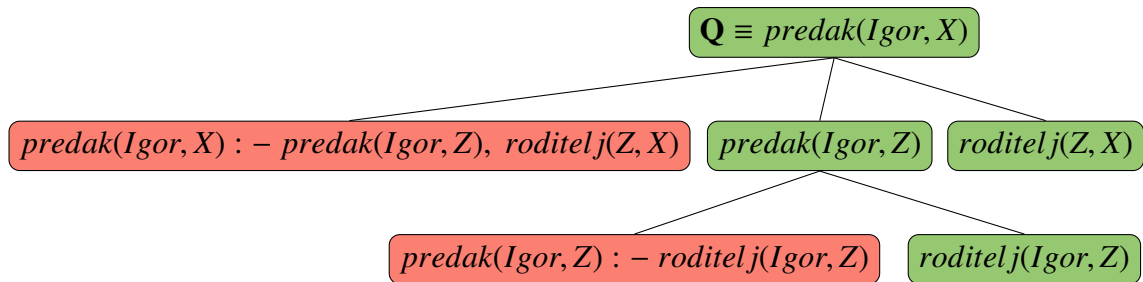 Q ≡ predak(Igor, X)
predak(Igor, X) : − predak(Igor, Z), roditelj(Z, X)
predak(Igor, Z)
roditelj(Z, X)
predak(Igor, Z) : − roditelj(Igor, Z)
roditelj(Igor, Z)